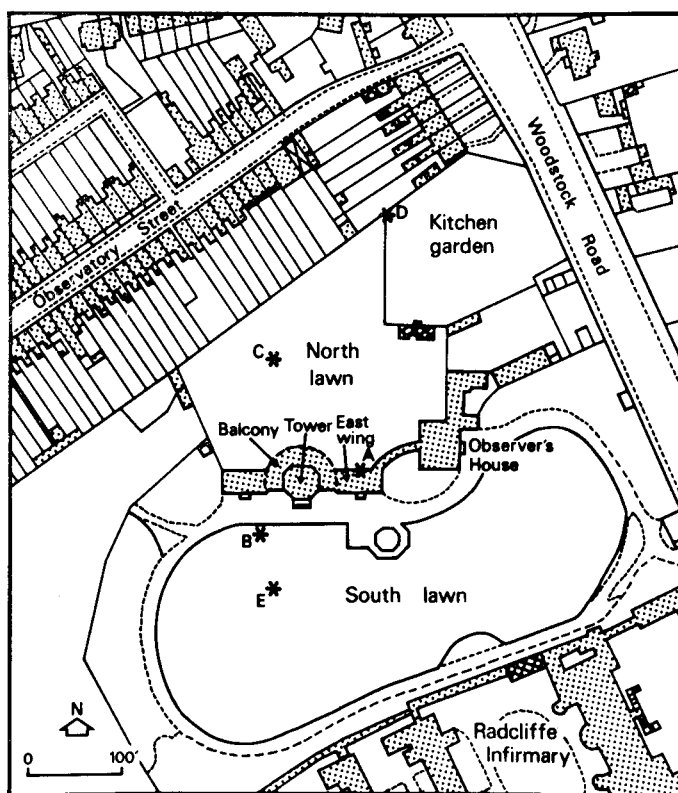 Woodstock
Road
Observatory Street
D
Kitchen
garden
C
North
lawn
Balcony
Tower
East
wing
A
Observer's
House
B
E
South lawn
N
0 100'
Radcliffe
Infirmary